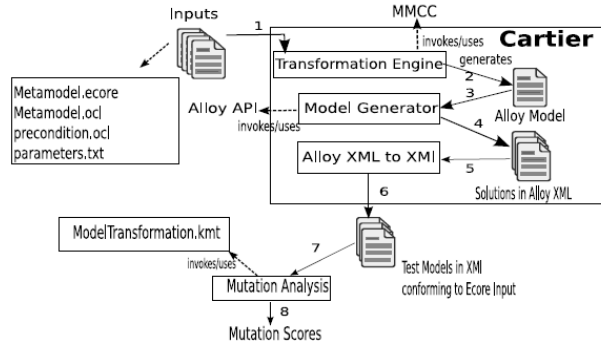 Inputs
1
MMCC
invokes/uses
Cartier
Transformation Engine
generates
2
Metamodel.ecore
Metamodel.ocl
precondition.ocl
parameters.txt
Alloy API
invokes/uses
Model Generator
3
Alloy Model
4
Alloy XML to XMI
5
Solutions in Alloy XML
6
ModelTransformation.kmt
7
Test Models in XMI
conforming to Ecore Input
invokes/uses
Mutation Analysis
8
Mutation Scores